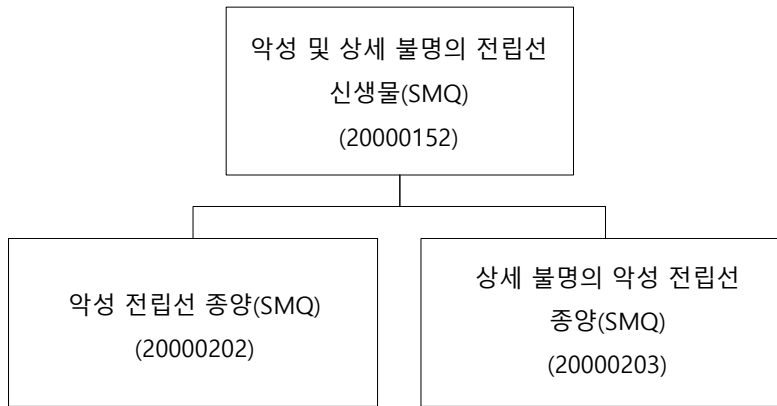 악성 및 상세 불명의 전립선
신생물(SMQ)
(20000152)
악성 전립선 종양(SMQ)
(20000202)
상세 불명의 악성 전립선
종양(SMQ)
(20000203)